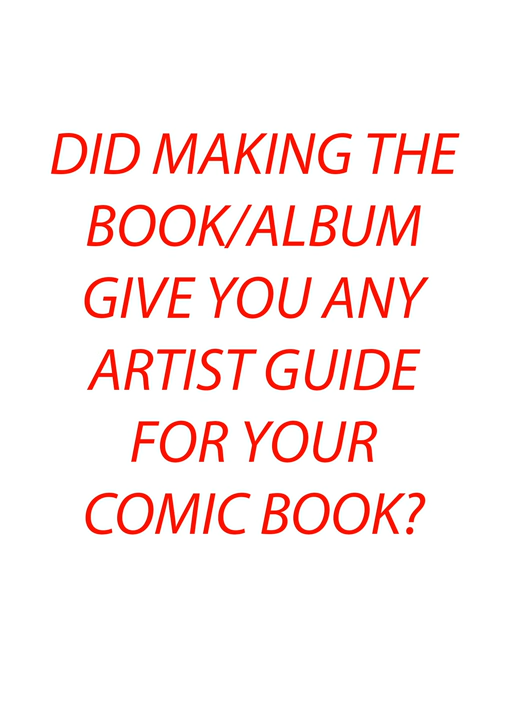 DID MAKING THE
BOOK/ALBUM
GIVE YOU ANY
ARTIST GUIDE
FOR YOUR
COMIC BOOK?